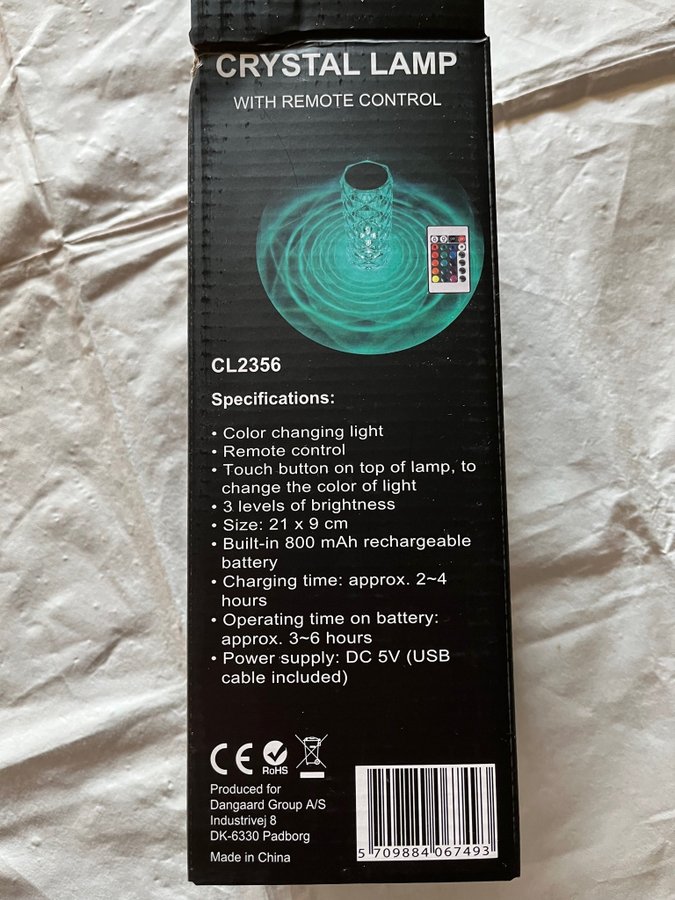 CRYSTAL LAMP
WITH REMOTE CONTROL
CL2356
Specifications:
• Color changing light
• Remote control
• Touch button on top of lamp, to
change the color of light
• 3 levels of brightness
• Size: 21 x 9 cm
• Built-in 800 mAh rechargeable
battery
• Charging time: approx. 2~4
hours
• Operating time on battery:
approx. 3~6 hours
• Power supply: DC 5V (USB
cable included)
CE RoHS
Produced for
Dangaard Group A/S
Industrivej 8
DK-6330 Padborg
Made in China
5 709884 067493